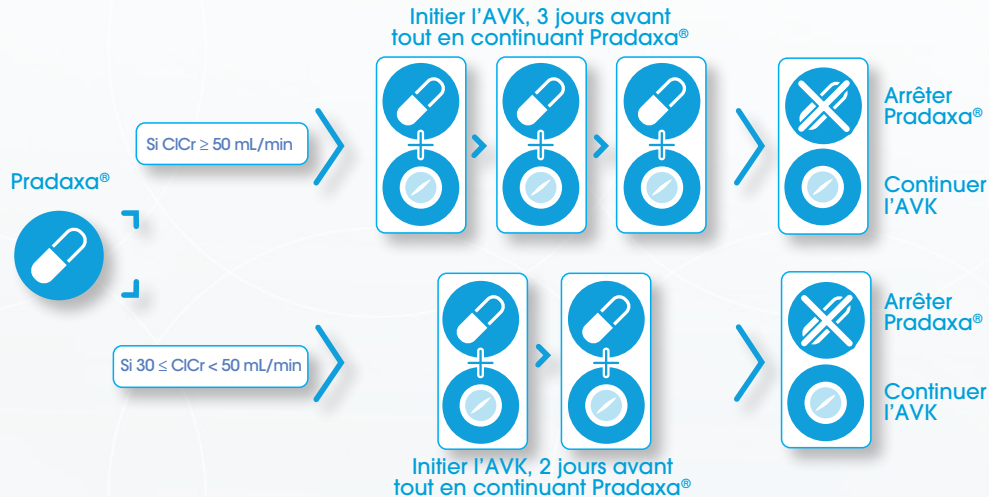 Initier l'AVK, 3 jours avant
tout en continuant Pradaxa®
Si ClCr ≥ 50 mL/min
Arrêter
Pradaxa®
Continuer
l'AVK
Pradaxa®
Si 30 ≤ ClCr < 50 mL/min
Arrêter
Pradaxa®
Continuer
l'AVK
Initier l'AVK, 2 jours avant
tout en continuant Pradaxa®